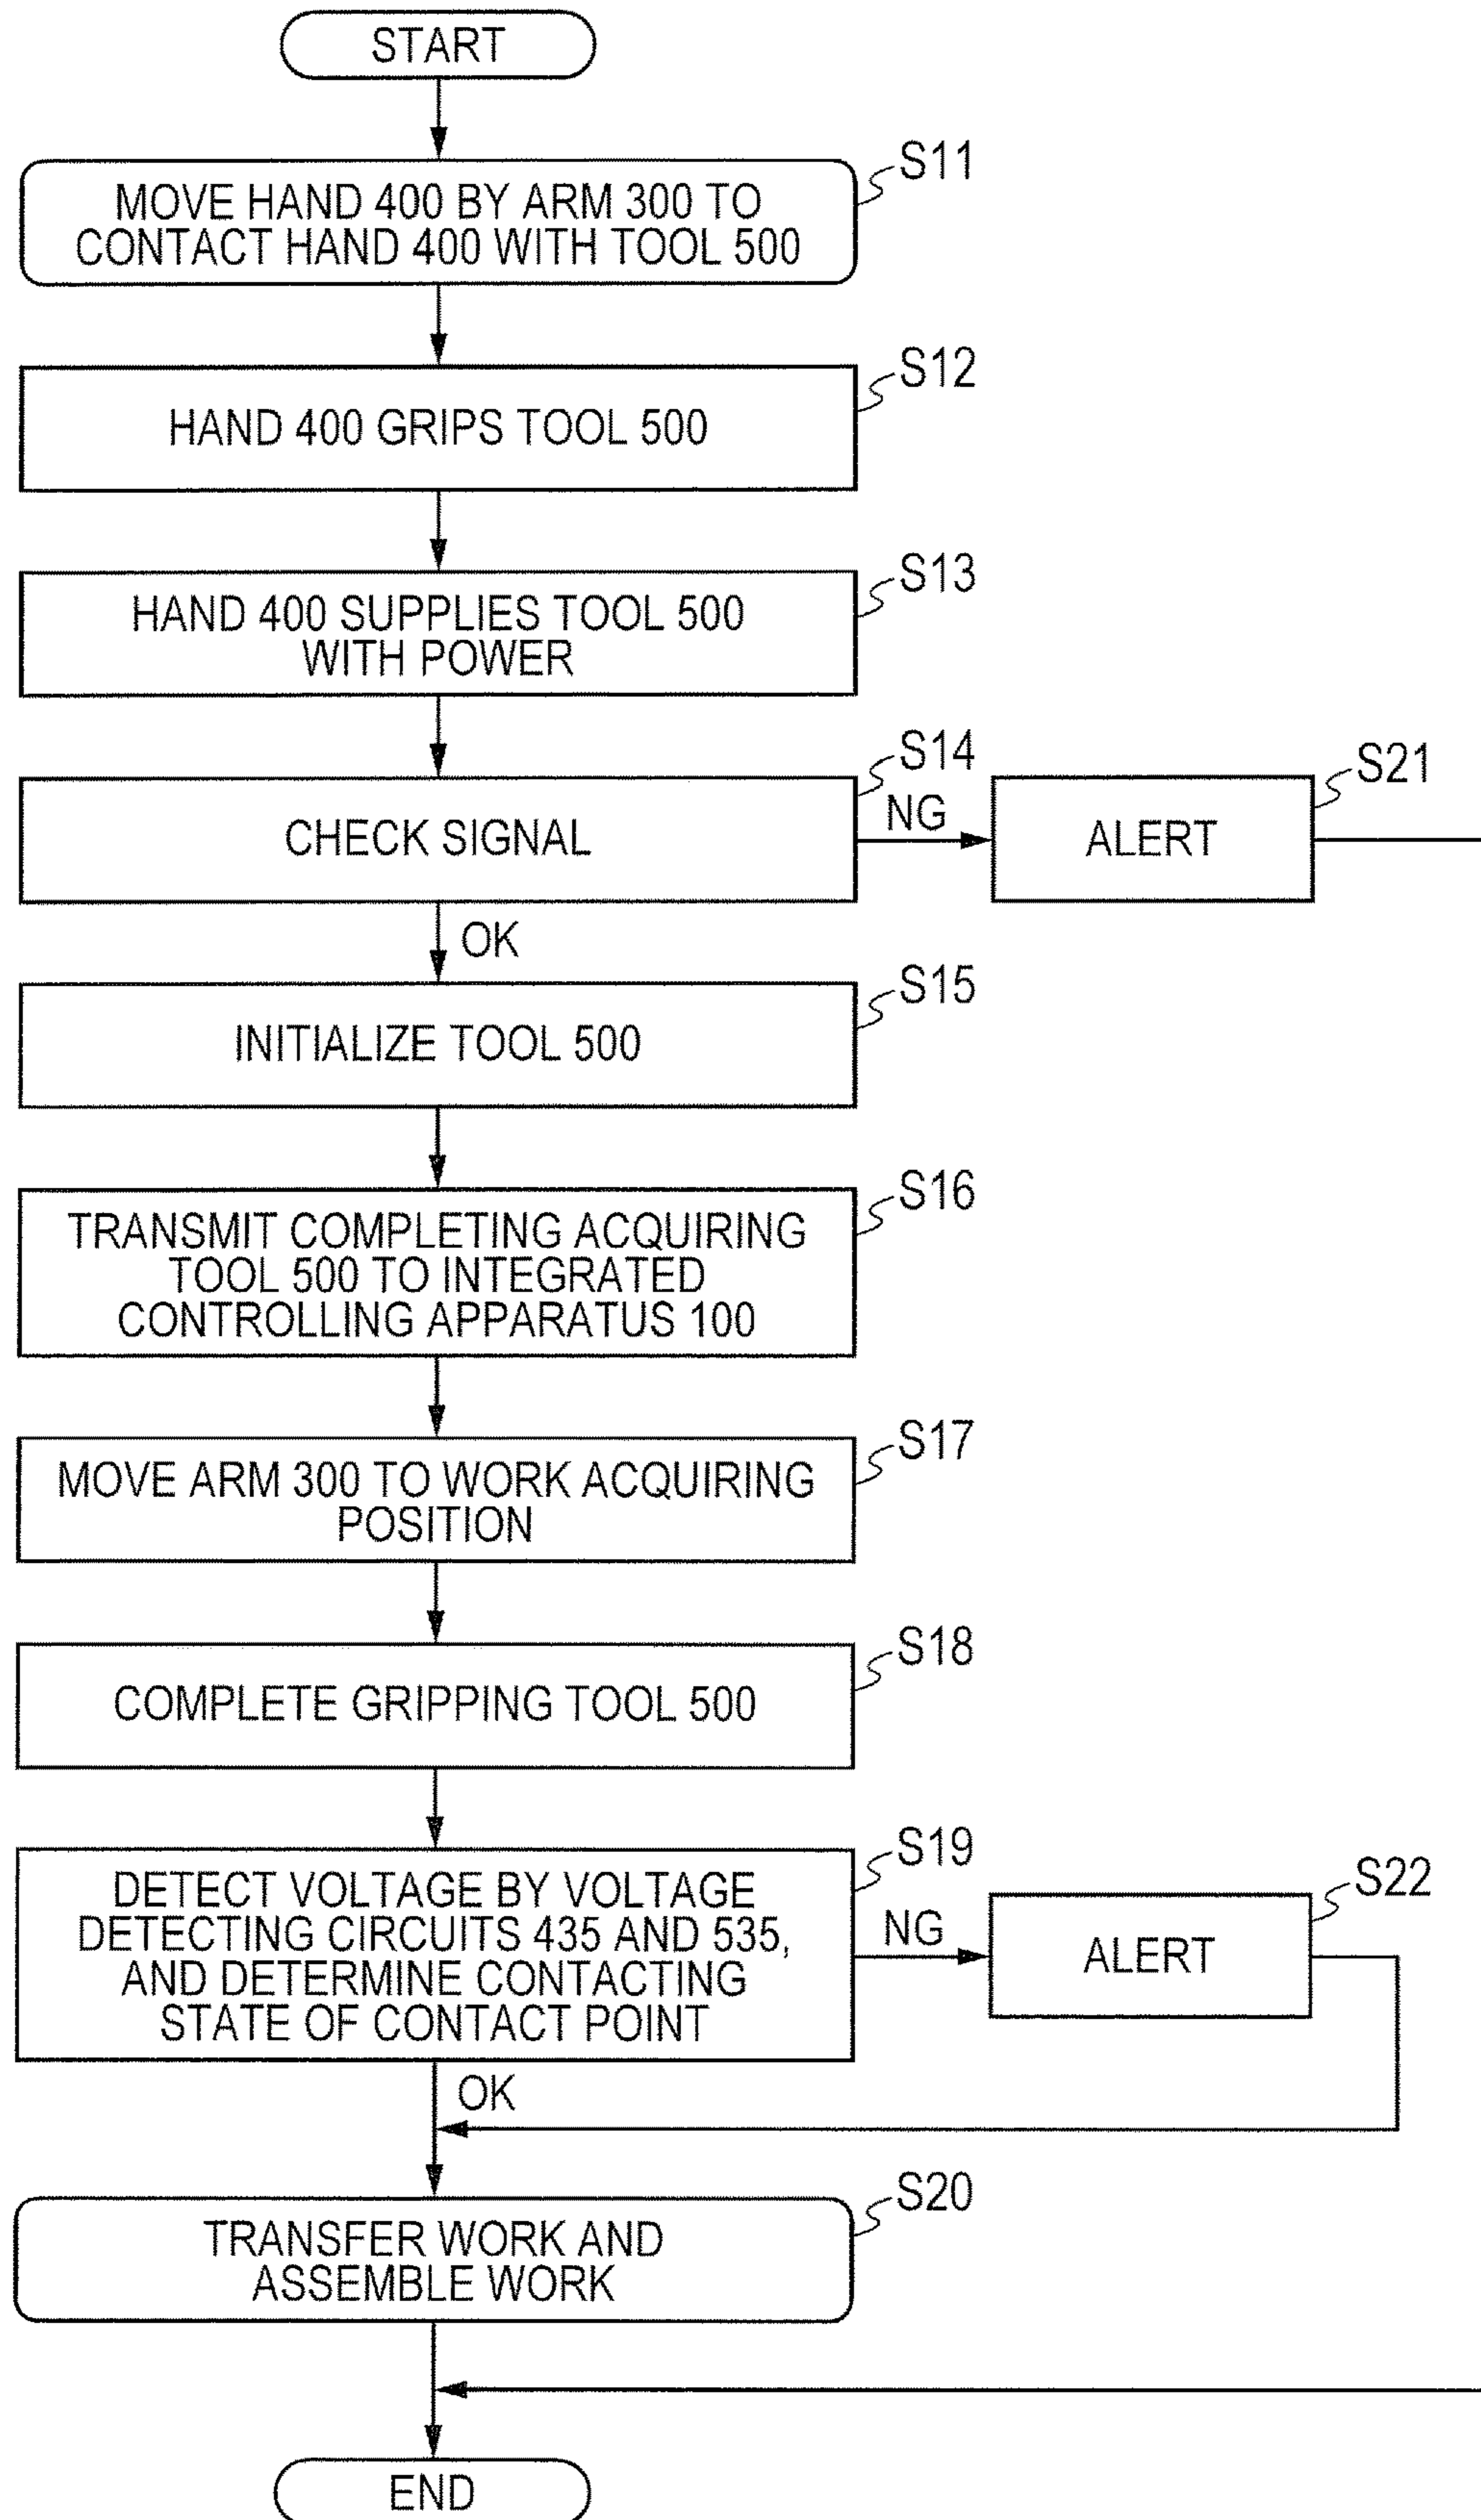 START
S11
MOVE HAND 400 BY ARM 300 TO
CONTACT HAND 400 WITH TOOL 500
S12
HAND 400 GRIPS TOOL 500
S13
HAND 400 SUPPLIES TOOL 500
WITH POWER
S14
CHECK SIGNAL
NG
S21
ALERT
OK
S15
INITIALIZE TOOL 500
S16
TRANSMIT COMPLETING ACQUIRING
TOOL 500 TO INTEGRATED
CONTROLLING APPARATUS 100
S17
MOVE ARM 300 TO WORK ACQUIRING
POSITION
S18
COMPLETE GRIPPING TOOL 500
S19
DETECT VOLTAGE BY VOLTAGE
DETECTING CIRCUITS 435 AND 535,
AND DETERMINE CONTACTING
STATE OF CONTACT POINT
NG
S22
ALERT
OK
S20
TRANSFER WORK AND
ASSEMBLE WORK
END